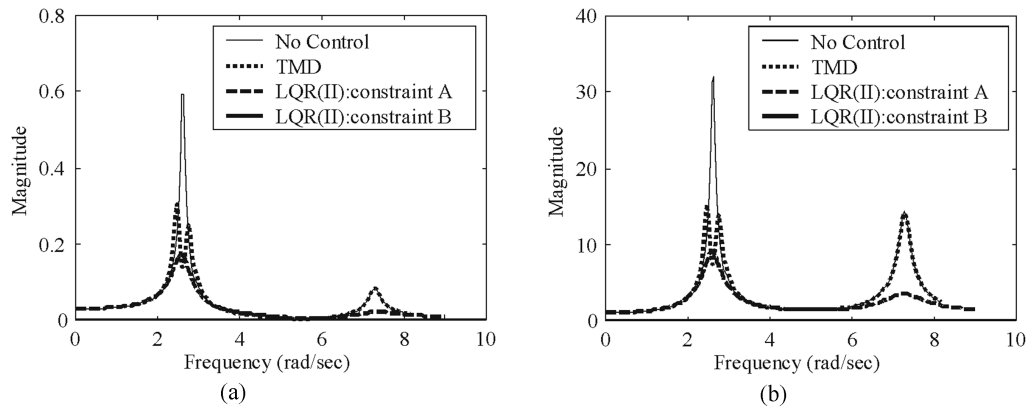 0.8
0.6
0.4
0.2
0
Magnitude
No Control
TMD
LQR(II):constraint A
LQR(II):constraint B
0 2 4 6 8 10
Frequency (rad/sec)
(a)
40
30
20
10
0
Magnitude
No Control
TMD
LQR(II):constraint A
LQR(II):constraint B
0 2 4 6 8 10
Frequency (rad/sec)
(b)